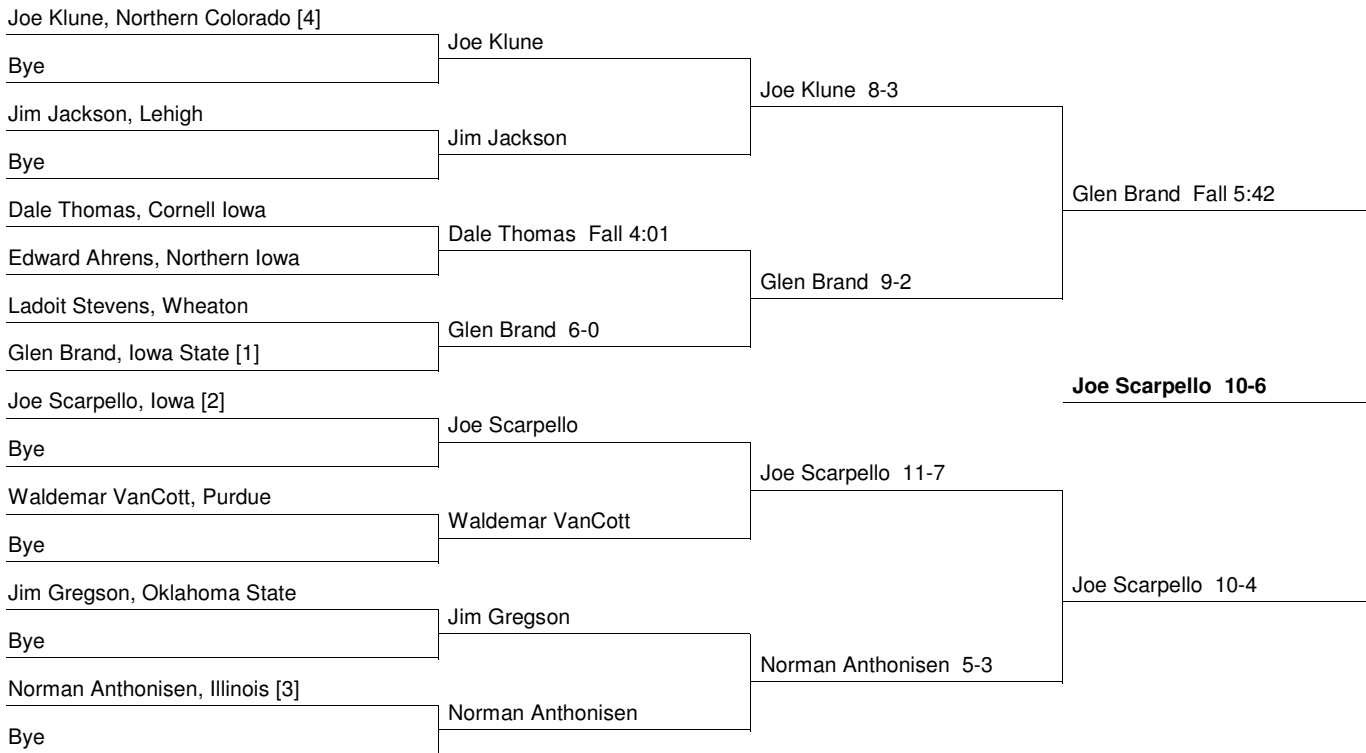 Joe Klune, Northern Colorado [4]
Bye
Jim Jackson, Lehigh
Bye
Dale Thomas, Cornell Iowa
Edward Ahrens, Northern Iowa
Ladoit Stevens, Wheaton
Glen Brand, Iowa State [1]
Joe Scarpello, Iowa [2]
Bye
Waldemar VanCott, Purdue
Bye
Jim Gregson, Oklahoma State
Bye
Norman Anthonisen, Illinois [3]
Bye
Joe Klune
Jim Jackson
Dale Thomas Fall 4:01
Glen Brand 6-0
Joe Scarpello
Waldemar VanCott
Jim Gregson
Norman Anthonisen
Joe Klune 8-3
Glen Brand 9-2
Joe Scarpello 11-7
Norman Anthonisen 5-3
Glen Brand Fall 5:42
Joe Scarpello 10-6
Joe Scarpello 10-4